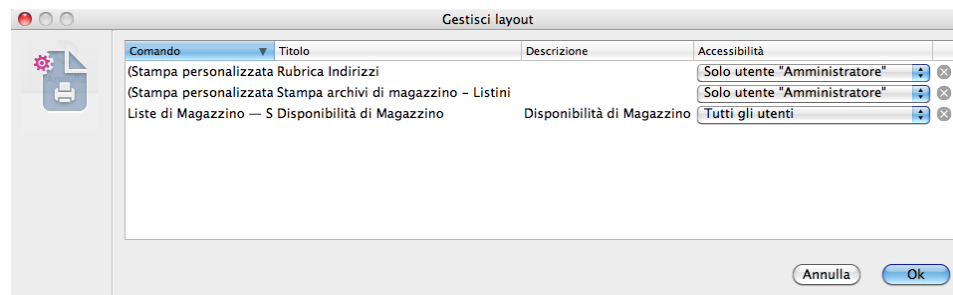 Gestisci layout
Comando Titolo Descrizione Accessibilità
(Stampa personalizzata Rubrica Indirizzi Solo utente "Amministratore"
(Stampa personalizzata Stampa archivi di magazzino – Listini Solo utente "Amministratore"
Liste di Magazzino — S Disponibilità di Magazzino Disponibilità di Magazzino Tutti gli utenti
Annulla Ok